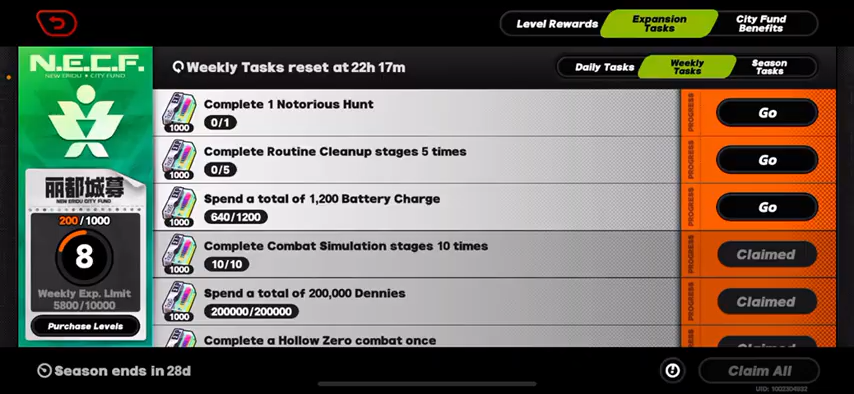 Level Rewards
Expansion Tasks
City Fund Benefits
N.E.C.F.
NEW ERIDU • CITY FUND
Weekly Tasks reset at 22h 17m
Daily Tasks
Weekly Tasks
Season Tasks
丽都城募
NEW ERIDU CITY FUND
200/1000
8
Weekly Exp. Limit
5800/10000
Purchase Levels
1000
Complete 1 Notorious Hunt
0/1
PROGRESS
Go
1000
Complete Routine Cleanup stages 5 times
0/5
PROGRESS
Go
1000
Spend a total of 1,200 Battery Charge
640/1200
PROGRESS
Go
1000
Complete Combat Simulation stages 10 times
10/10
PROGRESS
Claimed
1000
Spend a total of 200,000 Dennies
200000/200000
PROGRESS
Claimed
Complete a Hollow Zero combat once
Claimed
Season ends in 28d
Claim All
UID: 1002304932